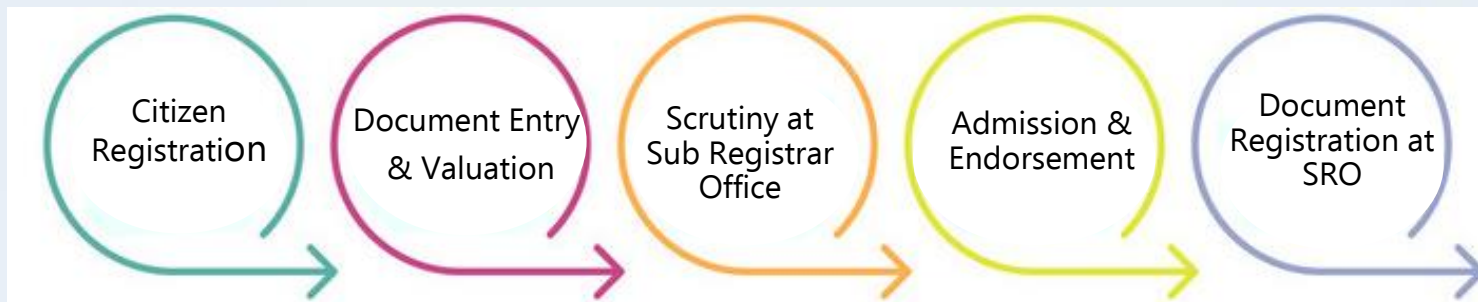 Citizen
Registration
Document Entry
& Valuation
Scrutiny at
Sub Registrar
Office
Admission &
Endorsement
Document
Registration at
SRO